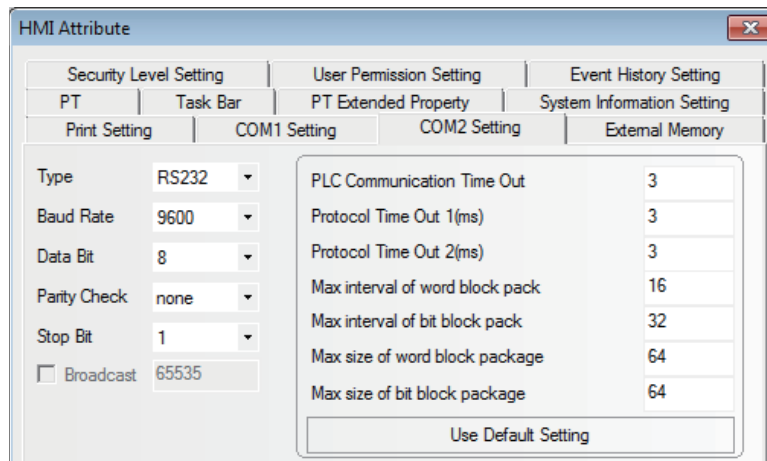 HMI Attribute
Security Level Setting User Permission Setting Event History Setting
PT Task Bar PT Extended Property System Information Setting
Print Setting COM1 Setting COM2 Setting External Memory
Type RS232
Baud Rate 9600
Data Bit 8
Parity Check none
Stop Bit 1
Broadcast 65535
PLC Communication Time Out 3
Protocol Time Out 1(ms) 3
Protocol Time Out 2(ms) 3
Max interval of word block pack 16
Max interval of bit block pack 32
Max size of word block package 64
Max size of bit block package 64
Use Default Setting